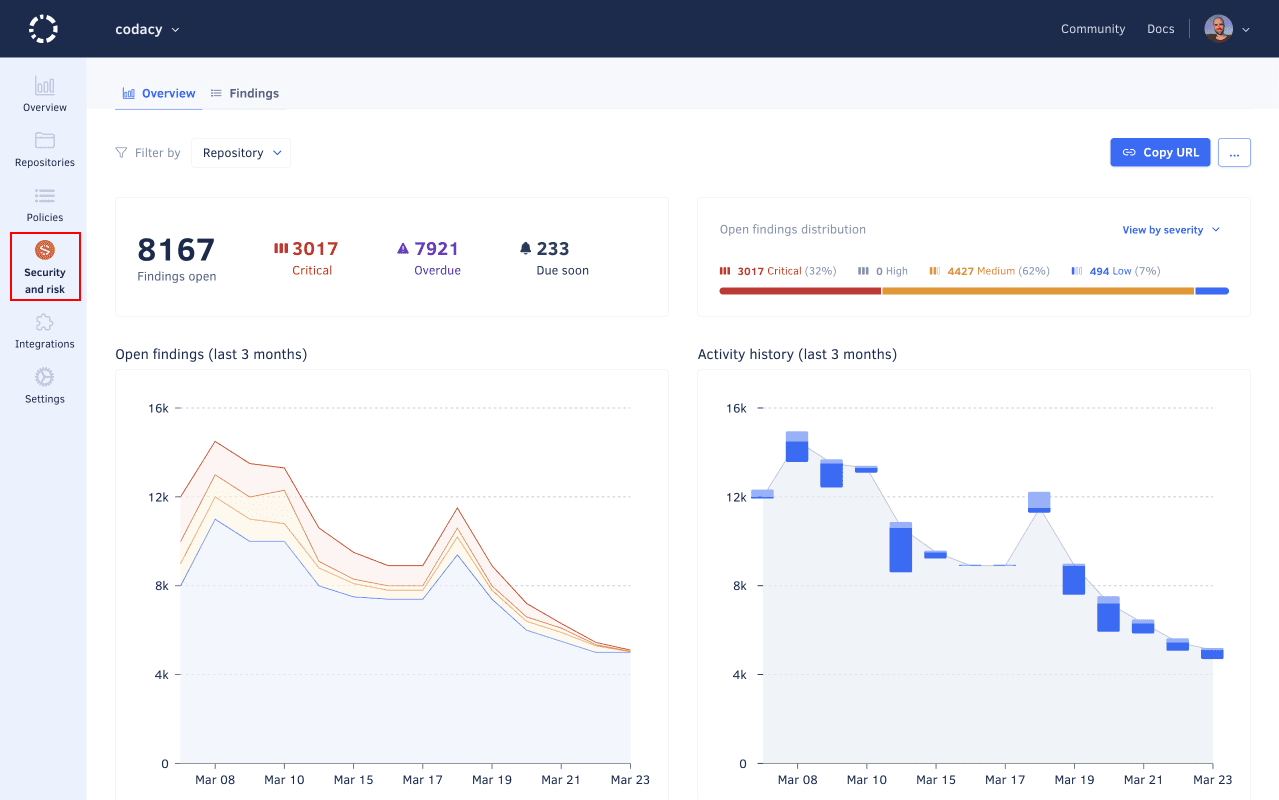 codacy
Community Docs
Overview
Repositories
Policies
Security
and risk
Integrations
Settings
Overview Findings
Filter by Repository
Copy URL ...
8167
Findings open
3017
Critical
7921
Overdue
233
Due soon
Open findings distribution
View by severity
3017 Critical (32%) 0 High 4427 Medium (62%) 494 Low (7%)
Open findings (last 3 months)
16k
12k
8k
4k
0
Mar 08 Mar 10 Mar 15 Mar 17 Mar 19 Mar 21 Mar 23
Activity history (last 3 months)
16k
12k
8k
4k
0
Mar 08 Mar 10 Mar 15 Mar 17 Mar 19 Mar 21 Mar 23